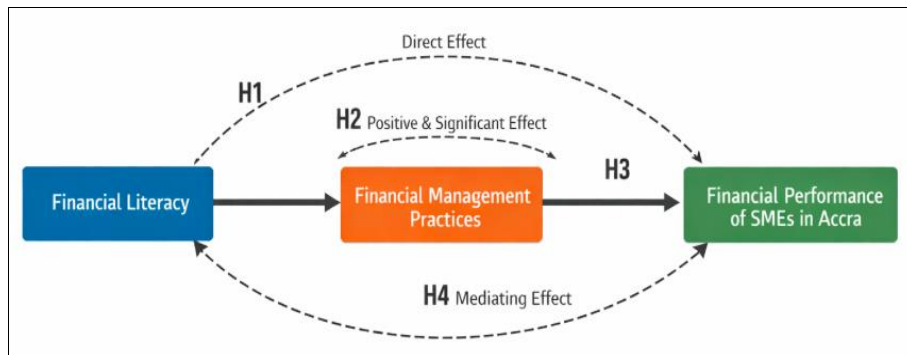 Direct Effect
H1
H2 Positive & Significant Effect
Financial Literacy
Financial Management
Practices
H3
Financial Performance
of SMEs in Accra
H4 Mediating Effect